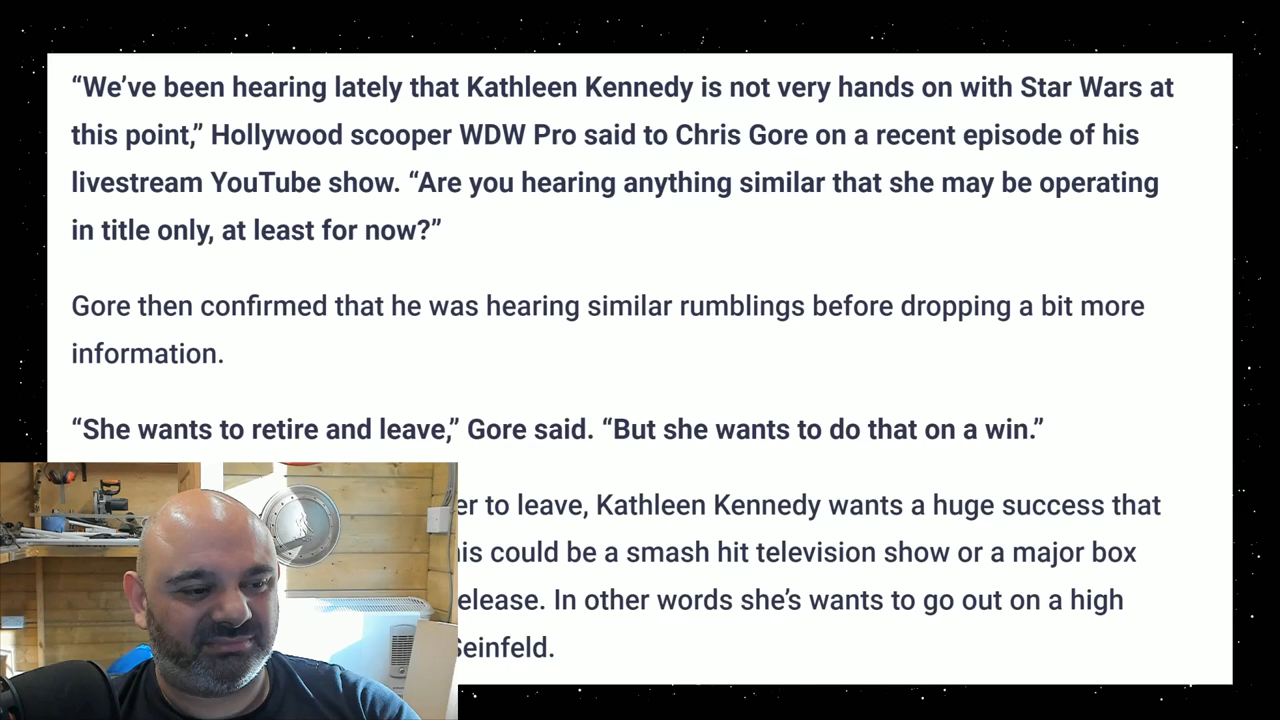 “We’ve been hearing lately that Kathleen Kennedy is not very hands on with Star Wars at
this point,” Hollywood scooper WDW Pro said to Chris Gore on a recent episode of his
livestream YouTube show. “Are you hearing anything similar that she may be operating
in title only, at least for now?”
Gore then confirmed that he was hearing similar rumblings before dropping a bit more
information.
“She wants to retire and leave,” Gore said. “But she wants to do that on a win.”
er to leave, Kathleen Kennedy wants a huge success that
his could be a smash hit television show or a major box
elease. In other words she’s wants to go out on a high
Seinfeld.